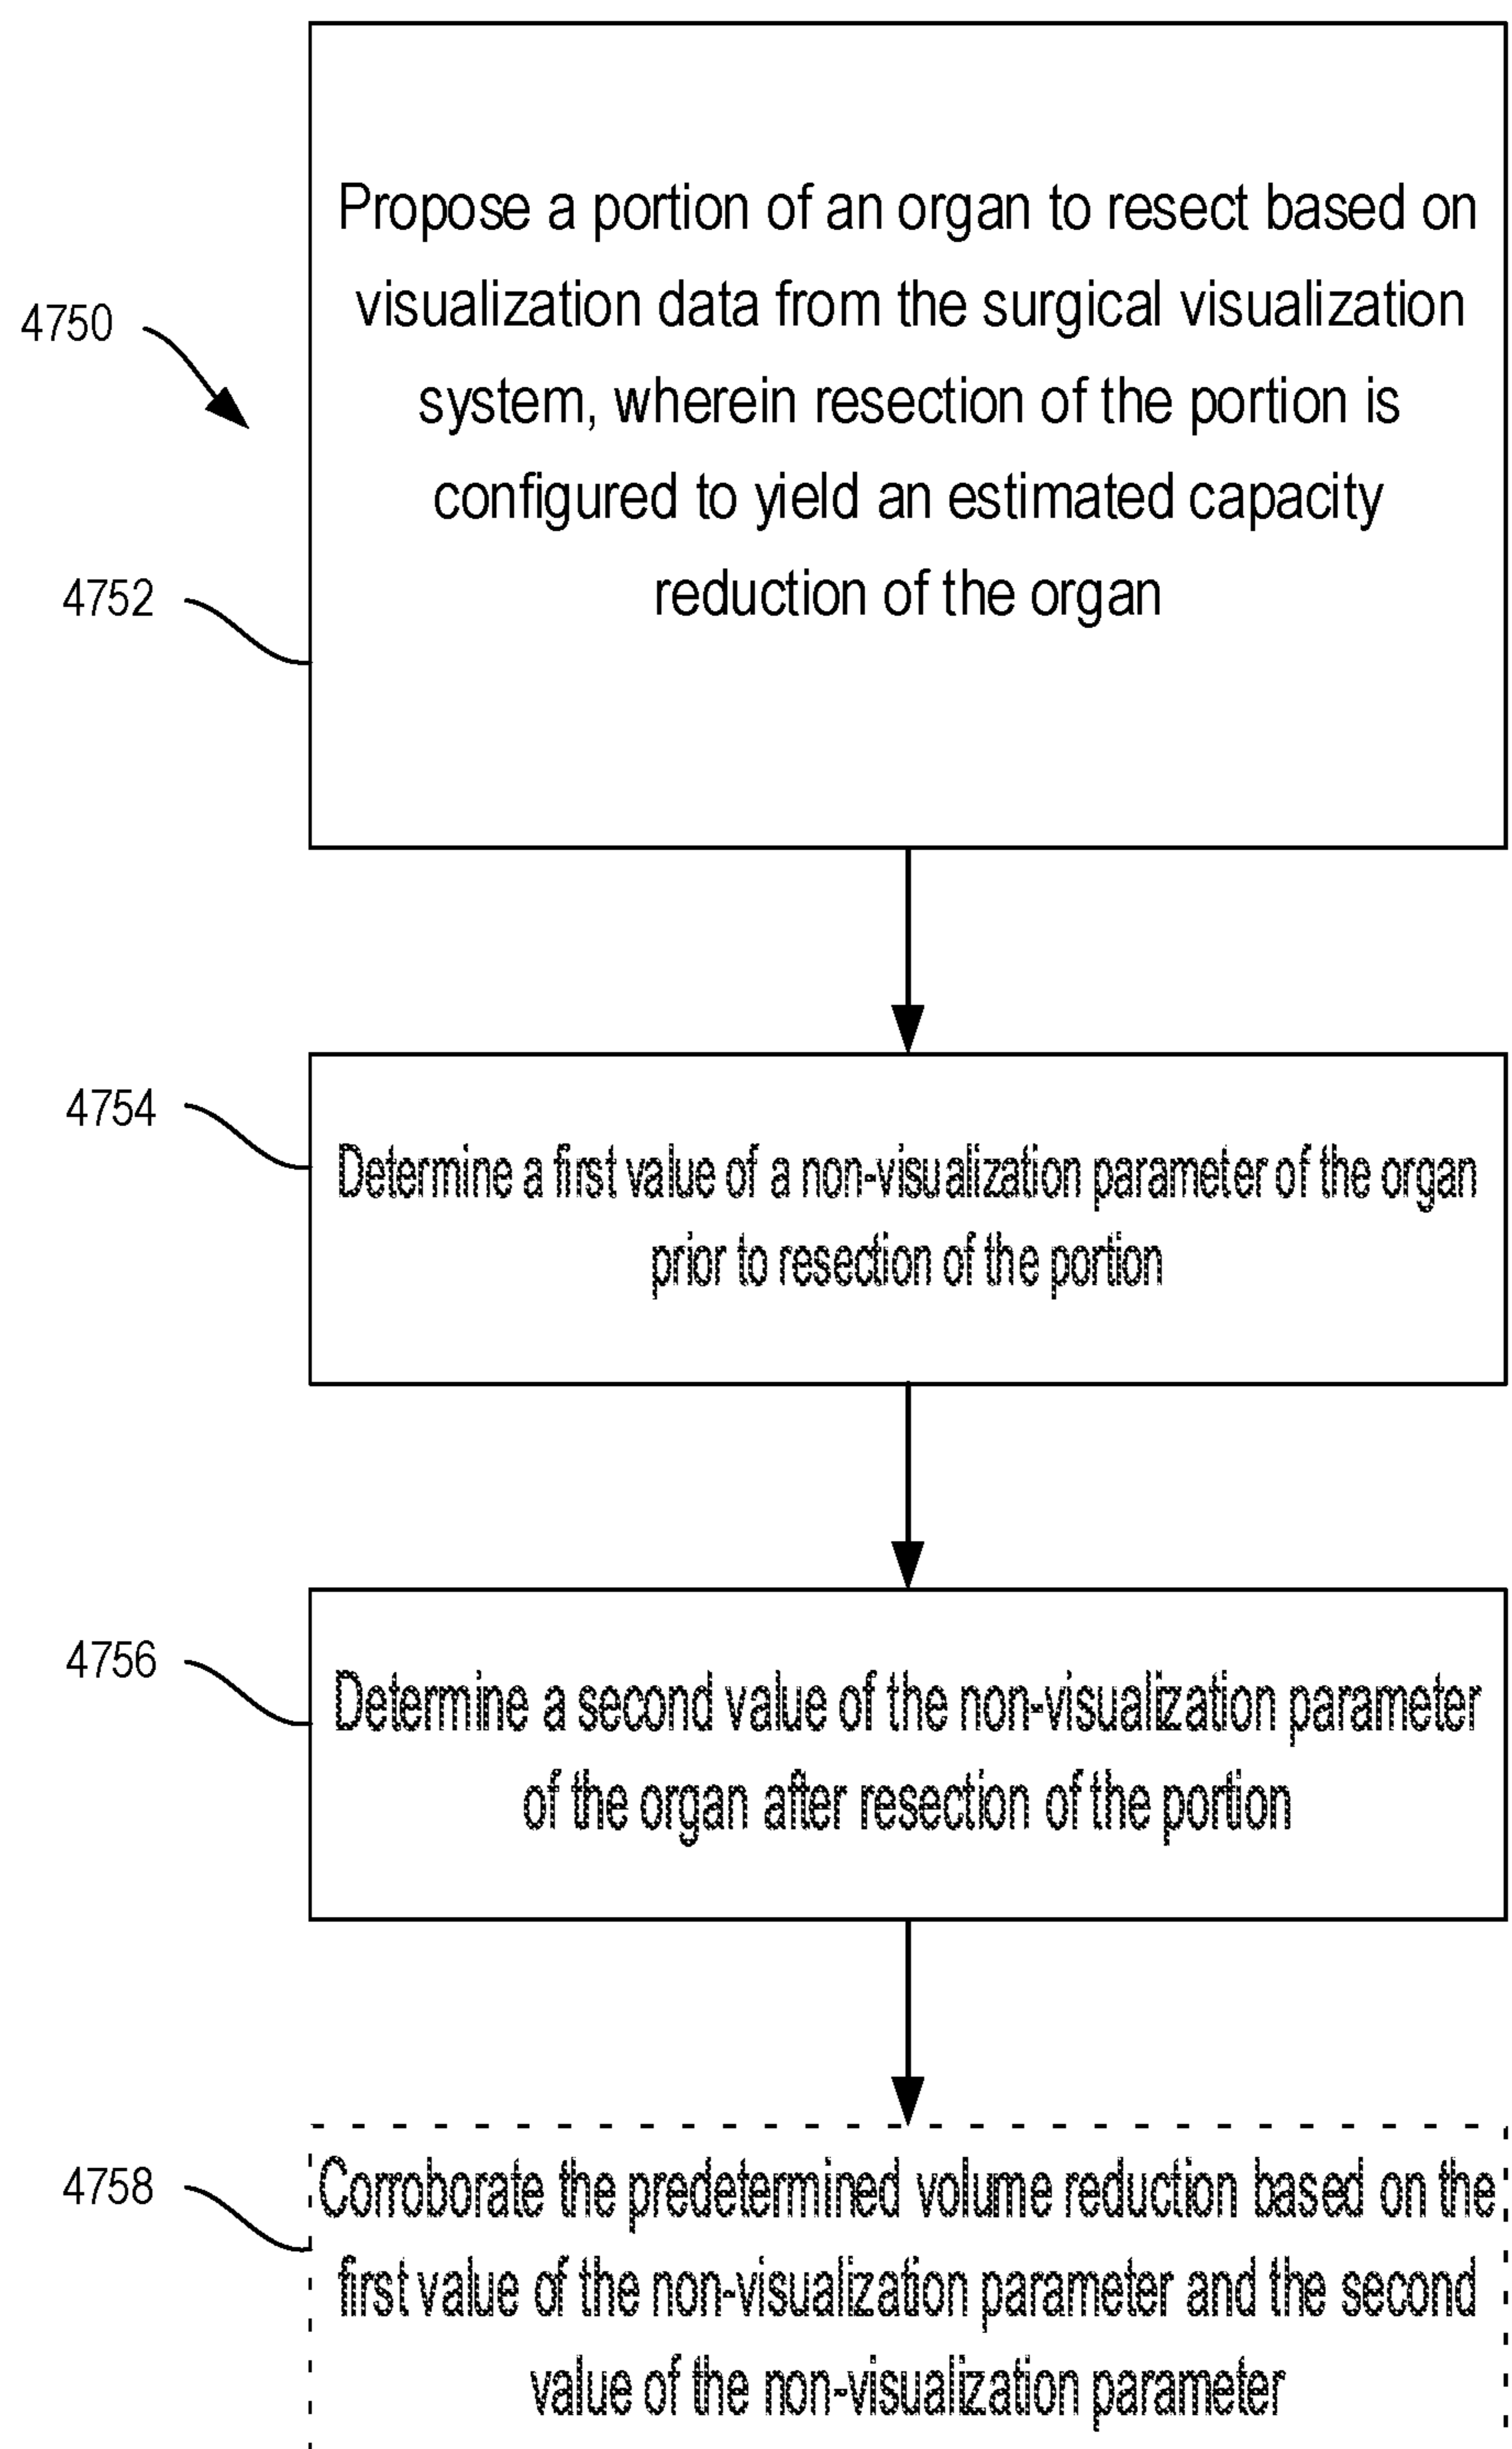 4750
Propose a portion of an organ to resect based on
visualization data from the surgical visualization
system, wherein resection of the portion is
configured to yield an estimated capacity
reduction of the organ
4752
4754
Determine a first value of a non-visualization parameter of the organ
prior to resection of the portion
4756
Determine a second value of the non-visualization parameter
of the organ after resection of the portion
4758
Corroborate the predetermined volume reduction based on the
first value of the non-visualization parameter and the second
value of the non-visualization parameter